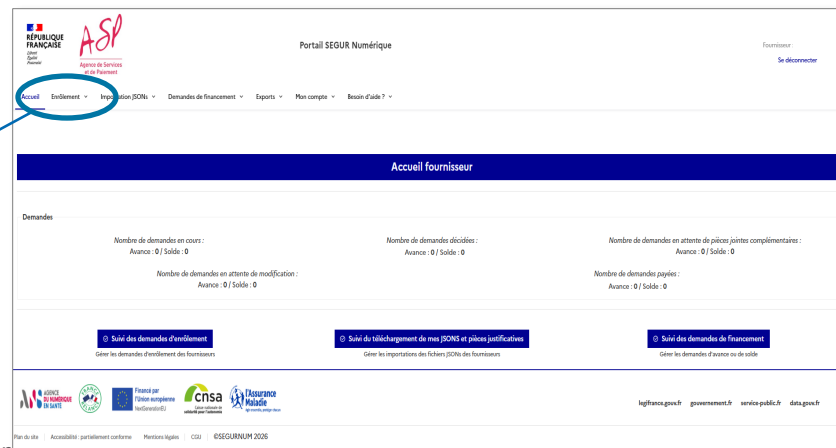 RÉPUBLIQUE
FRANÇAISE
Liberté
Égalité
Fraternité
ASP
Agence de Services
et de Paiement
Portail SEGUR Numérique
Fournisseur :
Se déconnecter
Accueil Enrôlement Importation JSONs Demandes de financement Exports Mon compte Besoin d'aide ?
Accueil fournisseur
Demandes
Nombre de demandes en cours :
Avance : 0 / Solde : 0
Nombre de demandes décidées :
Avance : 0 / Solde : 0
Nombre de demandes en attente de pièces jointes complémentaires :
Avance : 0 / Solde : 0
Nombre de demandes en attente de modification :
Avance : 0 / Solde : 0
Nombre de demandes payées :
Avance : 0 / Solde : 0
Suivi des demandes d'enrôlement
Gérer les demandes d'enrôlement des fournisseurs
Suivi du téléchargement de mes JSONS et pièces justificatives
Gérer les importations des fichiers JSONs des fournisseurs
Suivi des demandes de financement
Gérer les demandes d'avance ou de solde
AGENCE
DU NUMÉRIQUE
EN SANTÉ
FRANCE
RELANCE
Financé par
l'Union européenne
NextGenerationEU
cnsa
Caisse nationale de
solidarité pour l'autonomie
l'Assurance
Maladie
Agir ensemble, protéger chacun
legifrance.gouv.fr gouvernement.fr service-public.fr data.gouv.fr
Plan du site Accessibilité : partiellement conforme Mentions légales CGU ©SEGURNUM 2026